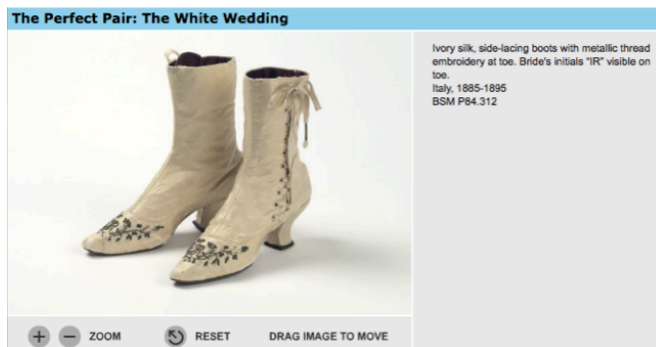 The Perfect Pair: The White Wedding
Ivory silk, side-lacing boots with metallic thread
embroidery at toe. Bride's initials "IR" visible on
toe.
Italy, 1885-1895
BSM P84.312
+ − ZOOM RESET DRAG IMAGE TO MOVE